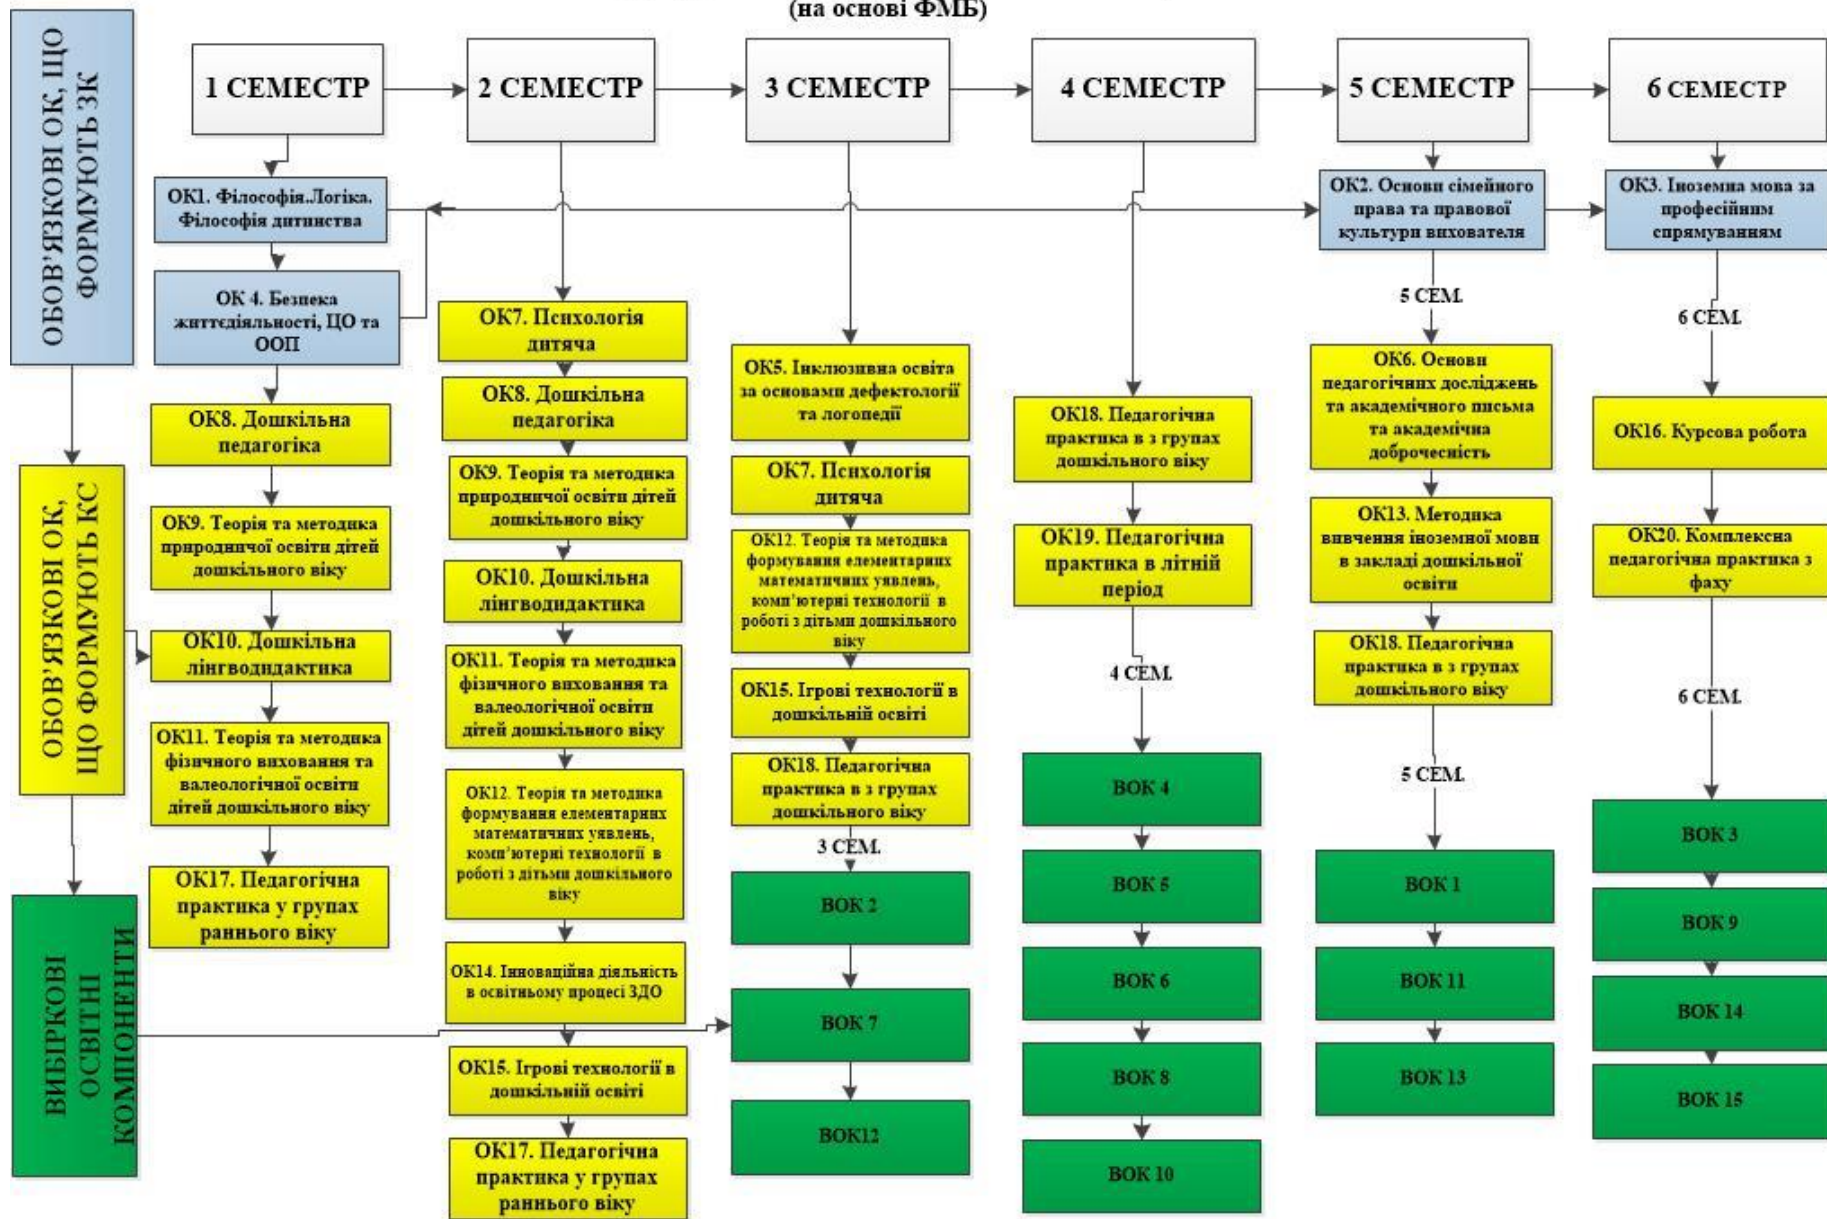 (на основі ФМБ)
ОБОВ'ЯЗКОВІ ОК, ЩО
ФОРМУЮТЬ ЗК
ОБОВ'ЯЗКОВІ ОК,
ЩО ФОРМУЮТЬ КС
ВИБІРКОВІ
ОСВІТНІ
КОМПОНЕНТИ
1 СЕМЕСТР
ОК1. Філософія.Логіка.
Філософія дитинства
ОК 4. Безпека
життєдіяльності, ЦО та
ООП
ОК8. Дошкільна
педагогіка
ОК9. Теорія та методика
природничої освіти дітей
дошкільного віку
ОК10. Дошкільна
лінгводидактика
ОК11. Теорія та методика
фізичного виховання та
валеологічної освіти
дітей дошкільного віку
ОК17. Педагогічна
практика у групах
раннього віку
2 СЕМЕСТР
ОК7. Психологія
дитяча
ОК8. Дошкільна
педагогіка
ОК9. Теорія та методика
природничої освіти дітей
дошкільного віку
ОК10. Дошкільна
лінгводидактика
ОК11. Теорія та методика
фізичного виховання та
валеологічної освіти
дітей дошкільного віку
ОК12. Теорія та методика
формування елементарних
математичних уявлень,
комп'ютерні технології в
роботі з дітьми дошкільного
віку
ОК14. Інноваційна діяльність
в освітньому процесі ЗДО
ОК15. Ігрові технології в
дошкільній освіті
ОК17. Педагогічна
практика у групах
раннього віку
3 СЕМЕСТР
ОК5. Інклюзивна освіта
за основами дефектології
та логопедії
ОК7. Психологія
дитяча
ОК12. Теорія та методика
формування елементарних
математичних уявлень,
комп'ютерні технології в
роботі з дітьми дошкільного
віку
ОК15. Ігрові технології в
дошкільній освіті
ОК18. Педагогічна
практика в з групах
дошкільного віку
3 СЕМ.
ВОК 2
ВОК 7
ВОК12
4 СЕМЕСТР
ОК18. Педагогічна
практика в з групах
дошкільного віку
ОК19. Педагогічна
практика в літній
період
4 СЕМ.
ВОК 4
ВОК 5
ВОК 6
ВОК 8
ВОК 10
5 СЕМЕСТР
ОК2. Основи сімейного
права та правової
культури вихователя
5 СЕМ.
ОК6. Основи
педагогічних досліджень
та академічного письма
та академічна
доброчесність
ОК13. Методика
вивчення іноземної мови
в закладі дошкільної
освіти
ОК18. Педагогічна
практика в з групах
дошкільного віку
5 СЕМ.
ВОК 1
ВОК 11
ВОК 13
6 СЕМЕСТР
ОК3. Іноземна мова за
професійним
спрямуванням
6 СЕМ.
ОК16. Курсова робота
ОК20. Комплексна
педагогічна практика з
фаху
6 СЕМ.
ВОК 3
ВОК 9
ВОК 14
ВОК 15